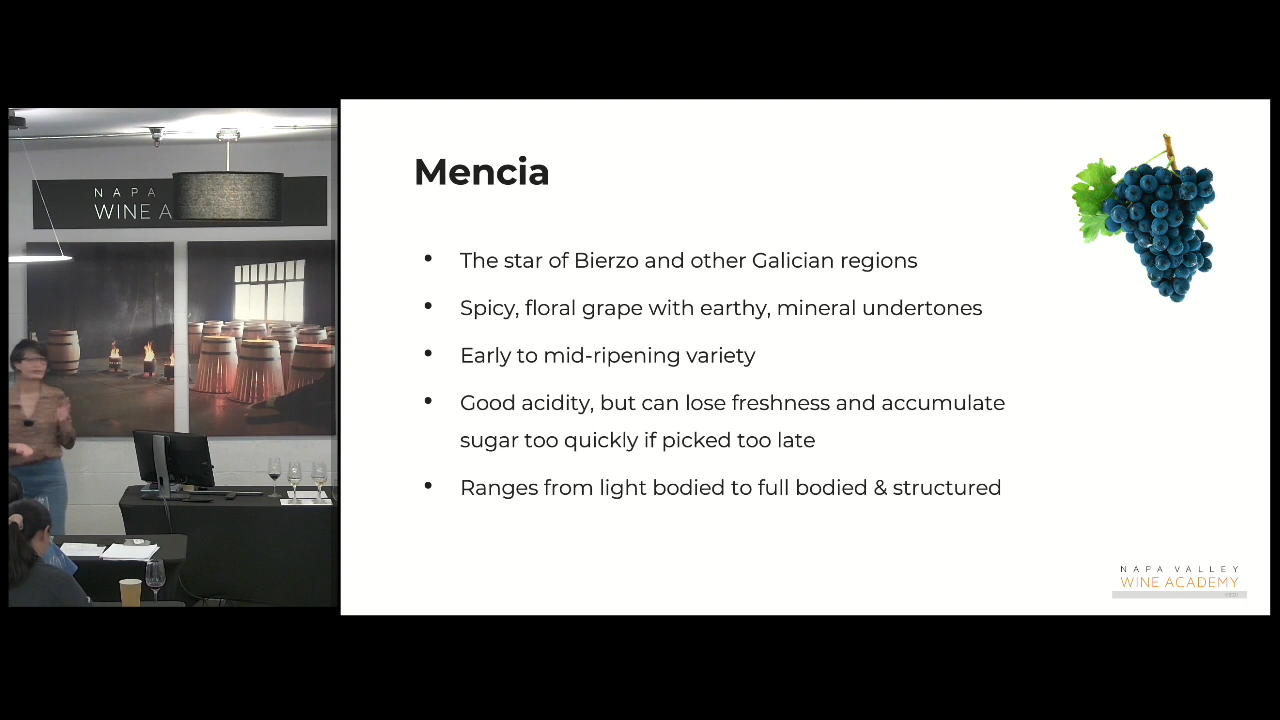 NAPA
WINE A
Mencia
• The star of Bierzo and other Galician regions
• Spicy, floral grape with earthy, mineral undertones
• Early to mid-ripening variety
• Good acidity, but can lose freshness and accumulate
sugar too quickly if picked too late
• Ranges from light bodied to full bodied & structured
NAPA VALLEY
WINE ACADEMY